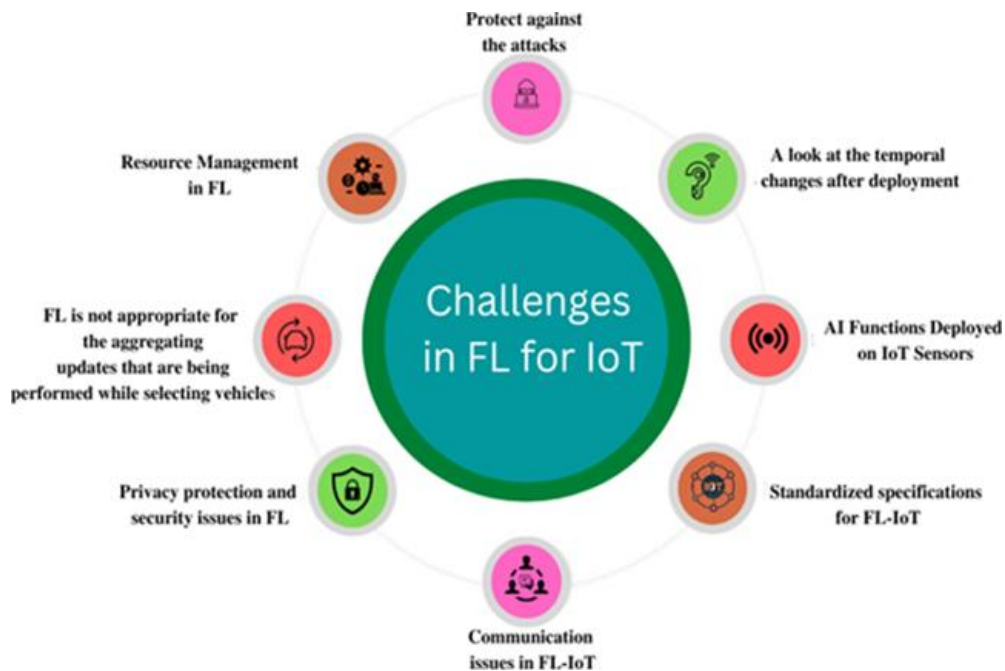 Protect against
the attacks
A look at the temporal
changes after deployment
AI Functions Deployed
on IoT Sensors
IOT
Standardized specifications
for FL-IoT
Communication
issues in FL-IoT
Privacy protection and
security issues in FL
FL is not appropriate for
the aggregating
updates that are being
performed while selecting vehicles
Resource Management
in FL
Challenges
in FL for IoT